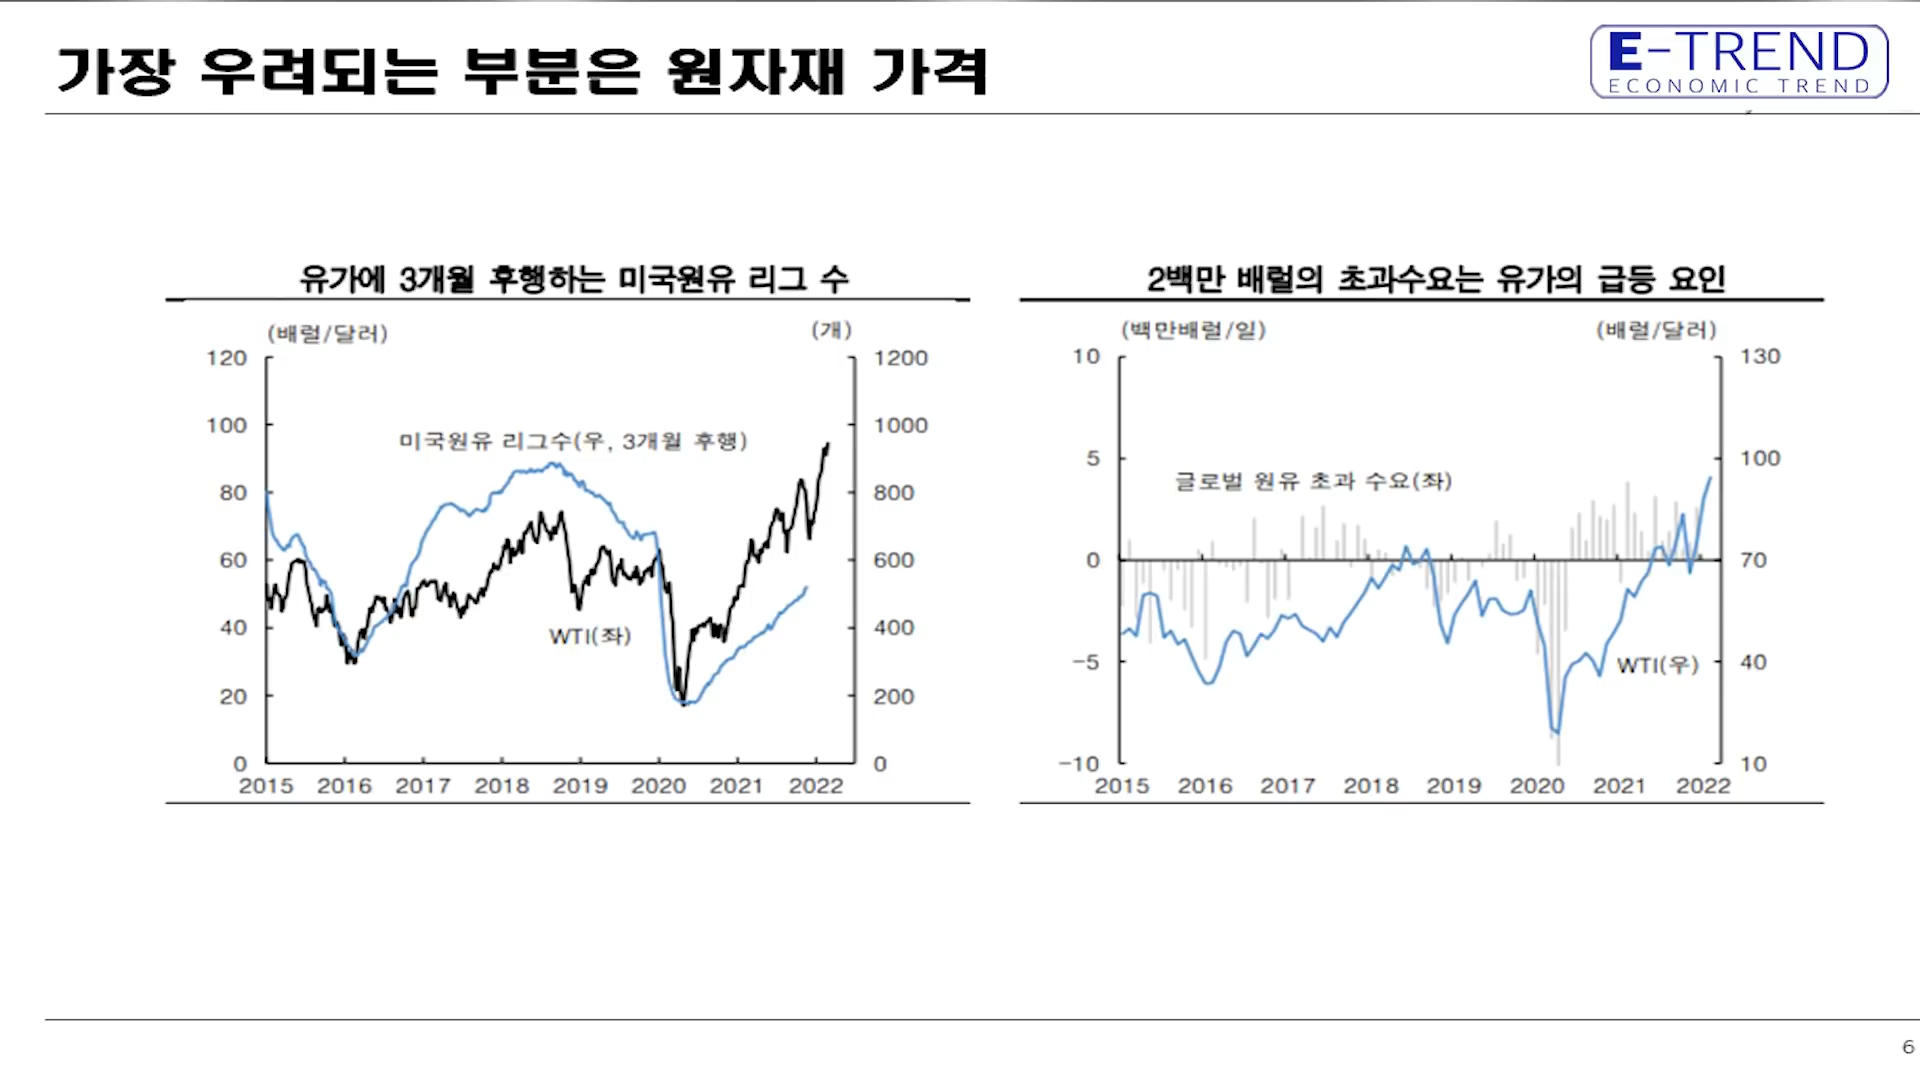 가장 우려되는 부분은 원자재 가격
E-TREND
ECONOMIC TREND
유가에 3개월 후행하는 미국원유 리그 수
(배럴/달러)
(개)
120
100
80
60
40
20
0
1200
1000
800
600
400
200
0
미국원유 리그수(우, 3개월 후행)
WTI(좌)
2015 2016 2017 2018 2019 2020 2021 2022
2백만 배럴의 초과수요는 유가의 급등 요인
(백만배럴/일)
(배럴/달러)
10
5
0
-5
-10
130
100
70
40
10
글로벌 원유 초과 수요(좌)
WTI(우)
2015 2016 2017 2018 2019 2020 2021 2022
6